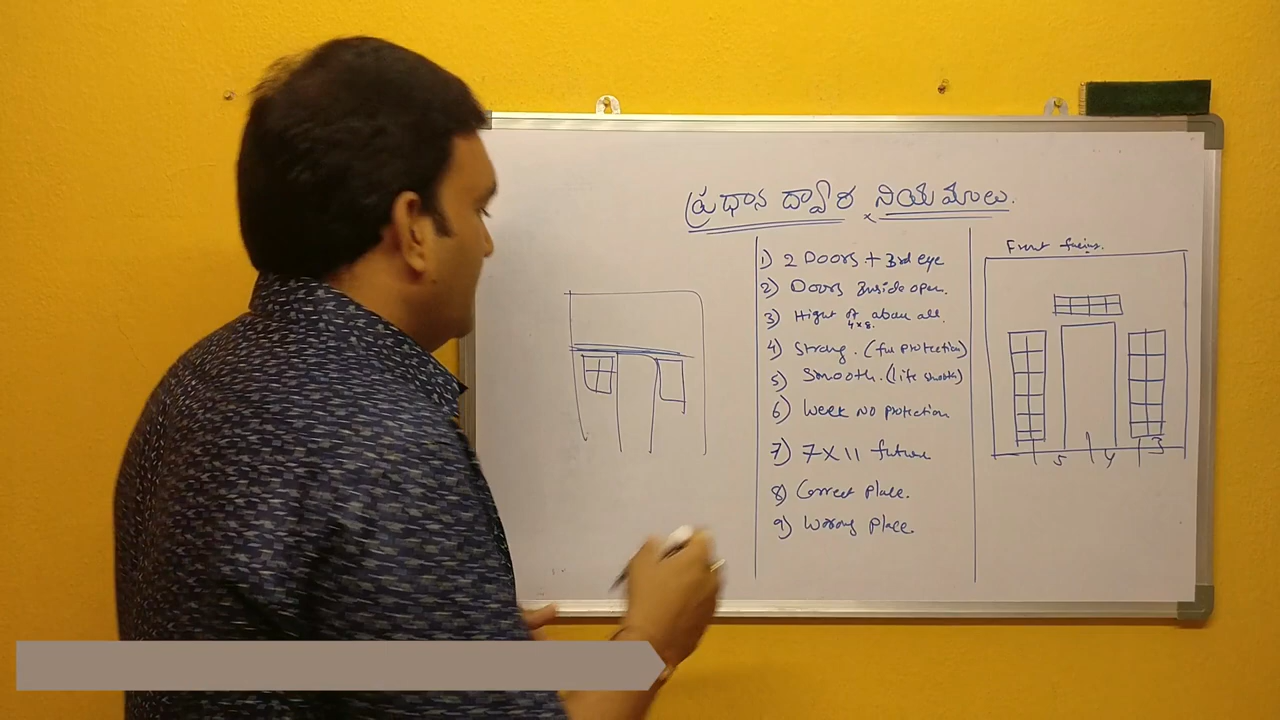 ప్రధాన ద్వార నియమాలు.
1) 2 Doors + 3rd eye
2) Doors Inside open.
3) Hight of above all.
4x8.
4) Strong. (for protection)
5) Smooth. (life smooth)
6) Week No protection
7) 7x11 future
8) Correct place.
9) Worong place.
Front facing.
5 4 3